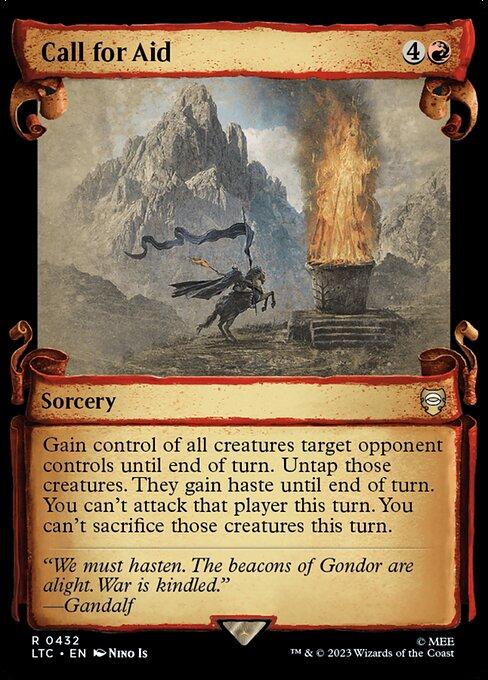 Call for Aid 4
Sorcery
Gain control of all creatures target opponent
controls until end of turn. Untap those
creatures. They gain haste until end of turn.
You can't attack that player this turn. You
can't sacrifice those creatures this turn.
“We must hasten. The beacons of Gondor are
alight. War is kindled.”
—Gandalf
R 0432
LTC • EN Nino Is
© MEE
™ & © 2023 Wizards of the Coast